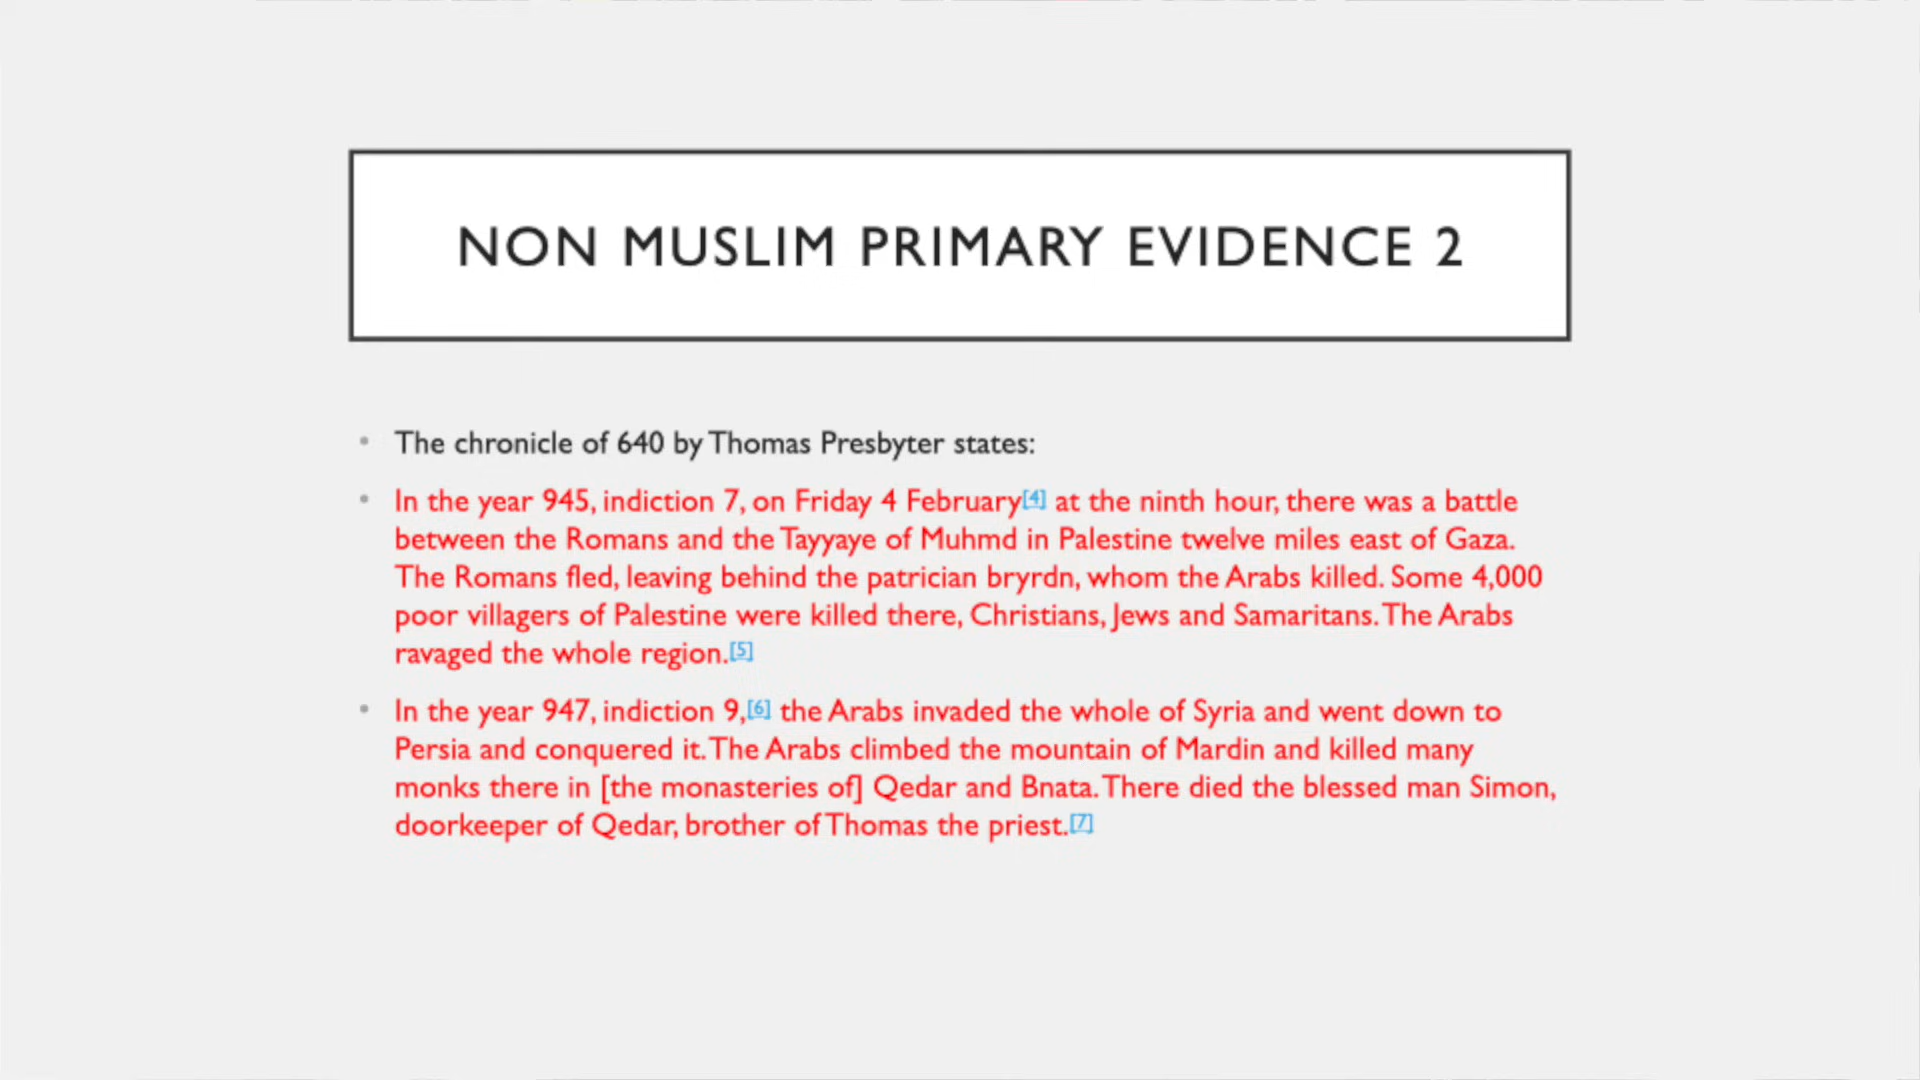 NON MUSLIM PRIMARY EVIDENCE 2
• The chronicle of 640 by Thomas Presbyter states:
• In the year 945, indiction 7, on Friday 4 February[4] at the ninth hour, there was a battle
between the Romans and the Tayyaye of Muhmd in Palestine twelve miles east of Gaza.
The Romans fled, leaving behind the patrician bryrdn, whom the Arabs killed. Some 4,000
poor villagers of Palestine were killed there, Christians, Jews and Samaritans. The Arabs
ravaged the whole region.[5]
• In the year 947, indiction 9,[6] the Arabs invaded the whole of Syria and went down to
Persia and conquered it. The Arabs climbed the mountain of Mardin and killed many
monks there in [the monasteries of] Qedar and Bnata. There died the blessed man Simon,
doorkeeper of Qedar, brother of Thomas the priest.[7]